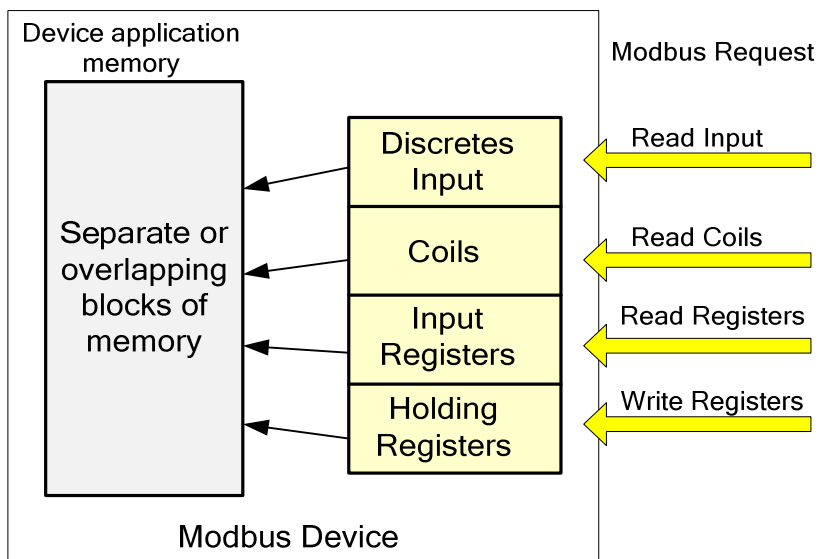 Device application
memory
Modbus Request
Separate or
overlapping
blocks of
memory
Discretes
Input
Coils
Input
Registers
Holding
Registers
Read Input
Read Coils
Read Registers
Write Registers
Modbus Device